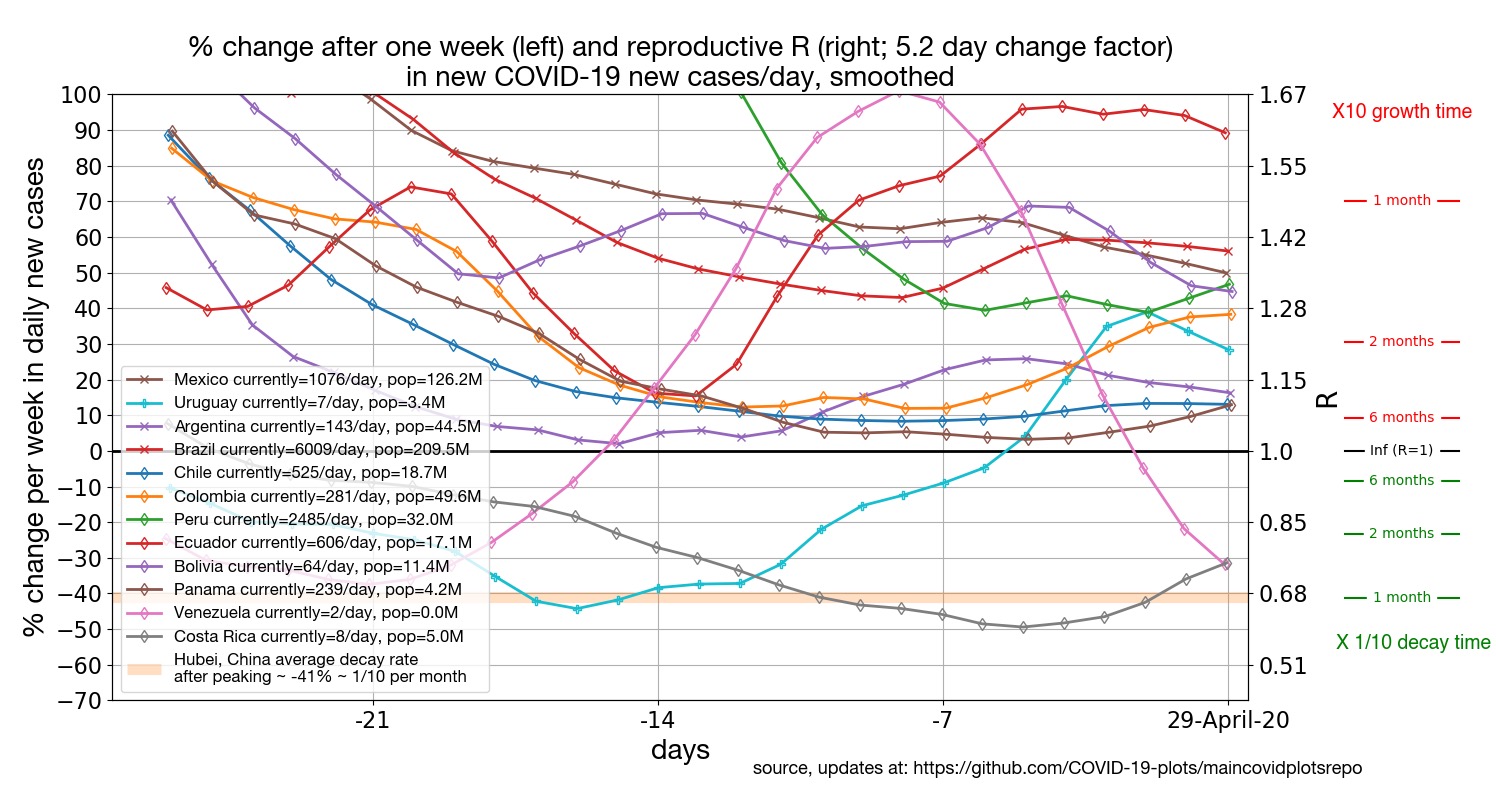 % change after one week (left) and reproductive R (right; 5.2 day change factor)
in new COVID-19 new cases/day, smoothed
% change per week in daily new cases
100
90
80
70
60
50
40
30
20
10
0
−10
−20
−30
−40
−50
−60
−70
Mexico currently=1076/day, pop=126.2M
Uruguay currently=7/day, pop=3.4M
Argentina currently=143/day, pop=44.5M
Brazil currently=6009/day, pop=209.5M
Chile currently=525/day, pop=18.7M
Colombia currently=281/day, pop=49.6M
Peru currently=2485/day, pop=32.0M
Ecuador currently=606/day, pop=17.1M
Bolivia currently=64/day, pop=11.4M
Panama currently=239/day, pop=4.2M
Venezuela currently=2/day, pop=0.0M
Costa Rica currently=8/day, pop=5.0M
Hubei, China average decay rate
after peaking ~ -41% ~ 1/10 per month
-21
-14
-7
29-April-20
days
1.67
1.55
1.42
1.28
1.15
1.0
0.85
0.68
0.51
R
X10 growth time
1 month
2 months
6 months
Inf (R=1)
6 months
2 months
1 month
X 1/10 decay time
source, updates at: https://github.com/COVID-19-plots/maincovidplotsrepo